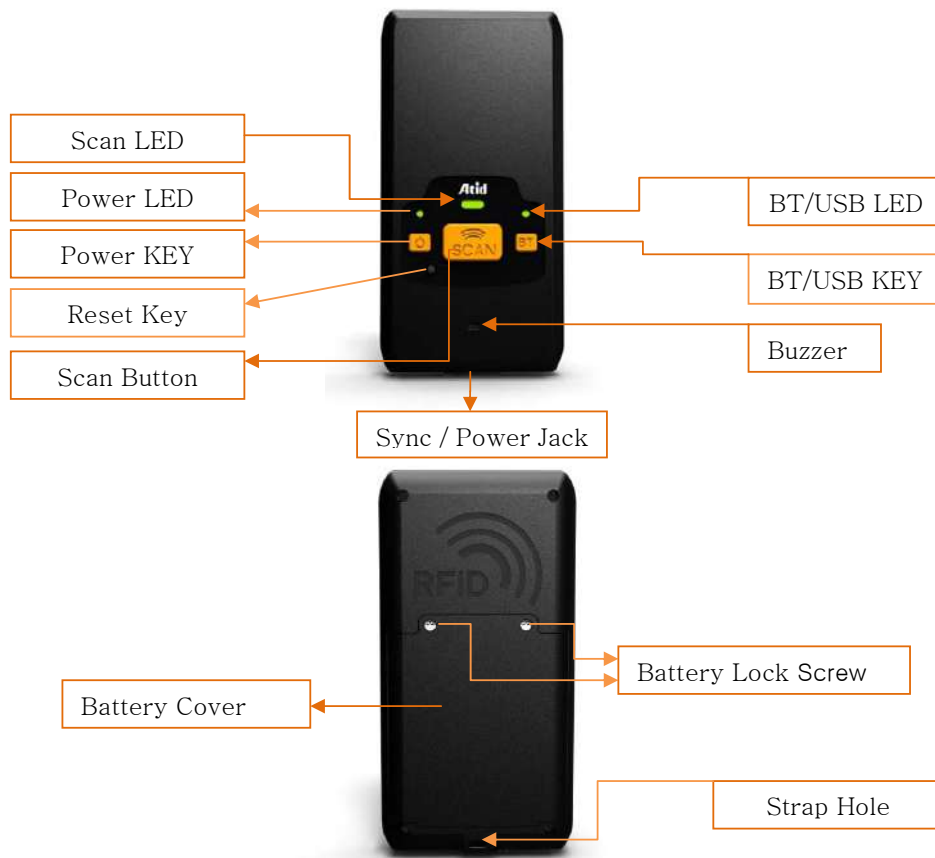 Scan LED
Power LED
Power KEY
Reset Key
Scan Button
Atid
SCAN
BT
BT/USB LED
BT/USB KEY
Buzzer
Sync / Power Jack
RFID
Battery Cover
Battery Lock Screw
Strap Hole